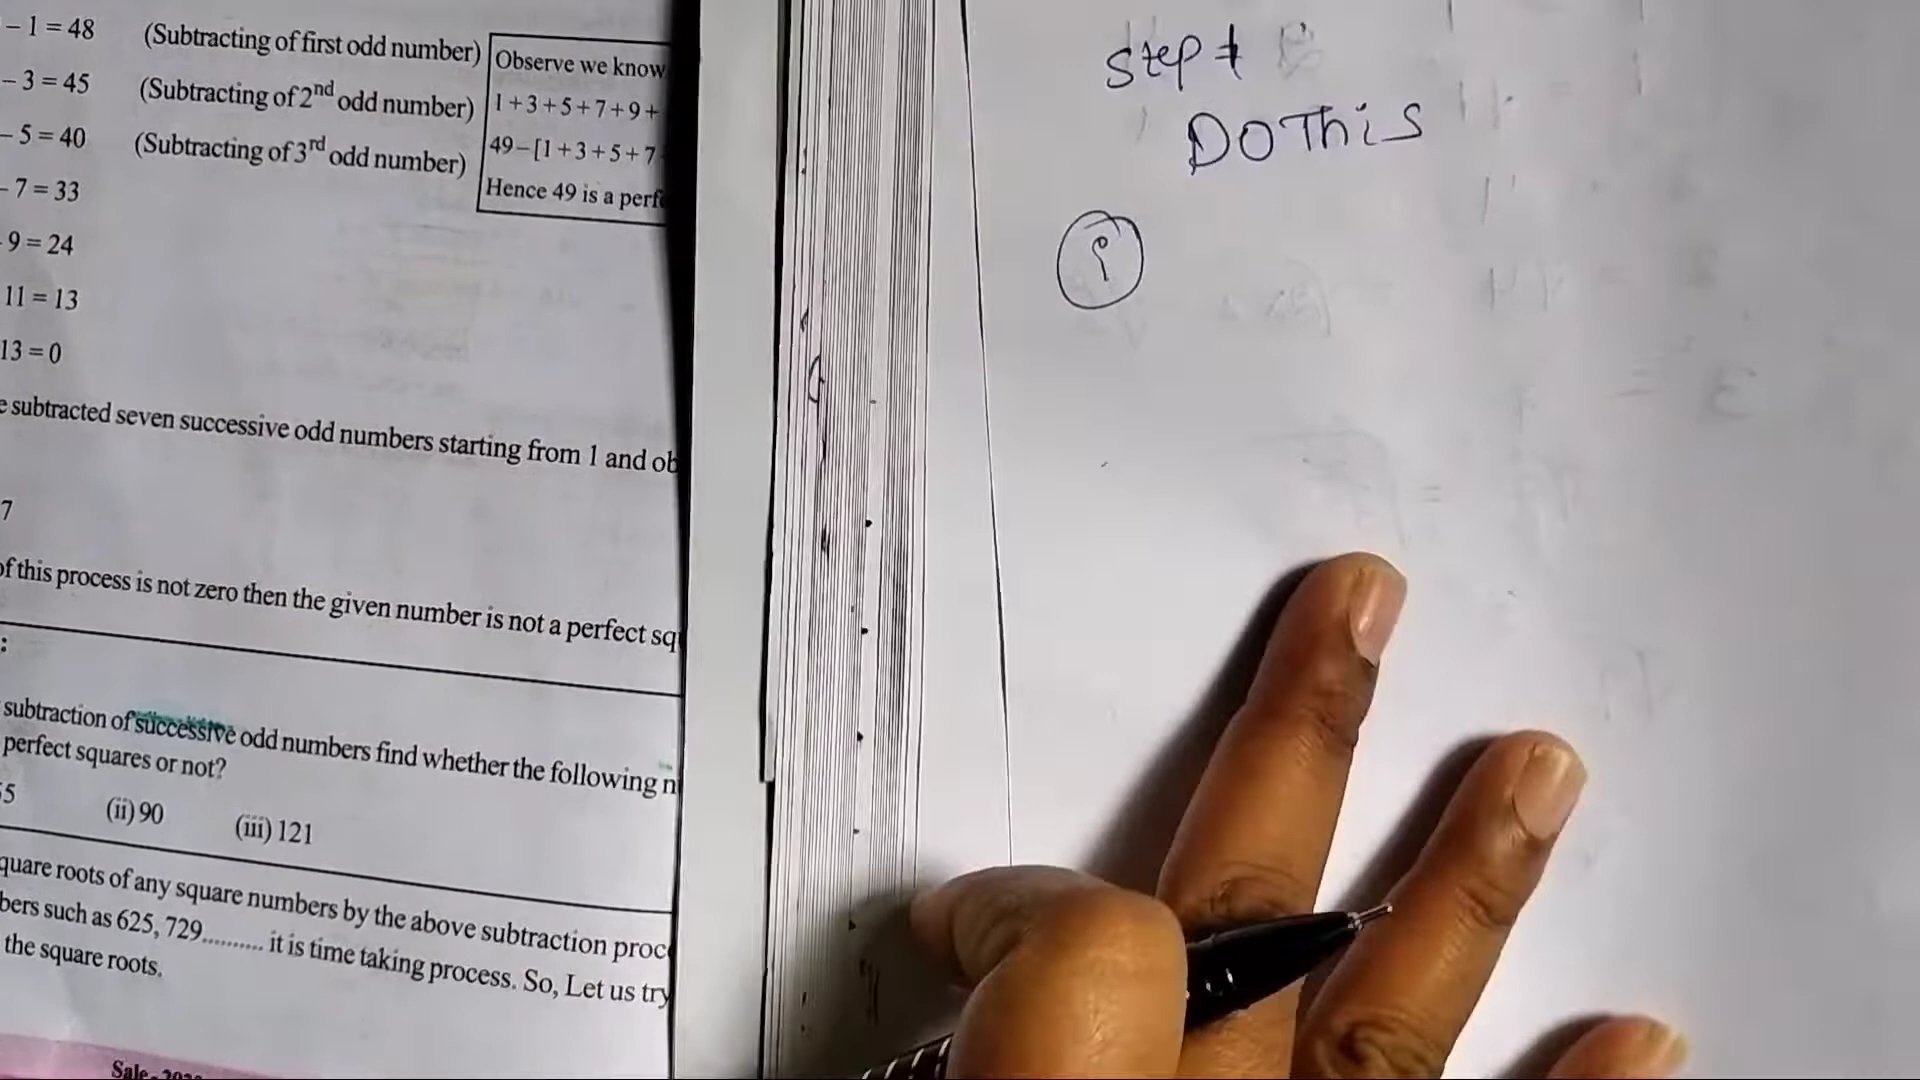 – 1 = 48 (Subtracting of first odd number)
– 3 = 45 (Subtracting of 2nd odd number)
– 5 = 40 (Subtracting of 3rd odd number)
– 7 = 33
9 = 24
11 = 13
13 = 0
Observe we know
1+3+5+7+9+
49–[1+3+5+7
Hence 49 is a perf
e subtracted seven successive odd numbers starting from 1 and ob
7
of this process is not zero then the given number is not a perfect sq
:
subtraction of successive odd numbers find whether the following n
perfect squares or not?
55 (ii) 90 (iii) 121
quare roots of any square numbers by the above subtraction proc
bers such as 625, 729.......... it is time taking process. So, Let us try
the square roots.
Step
DO This